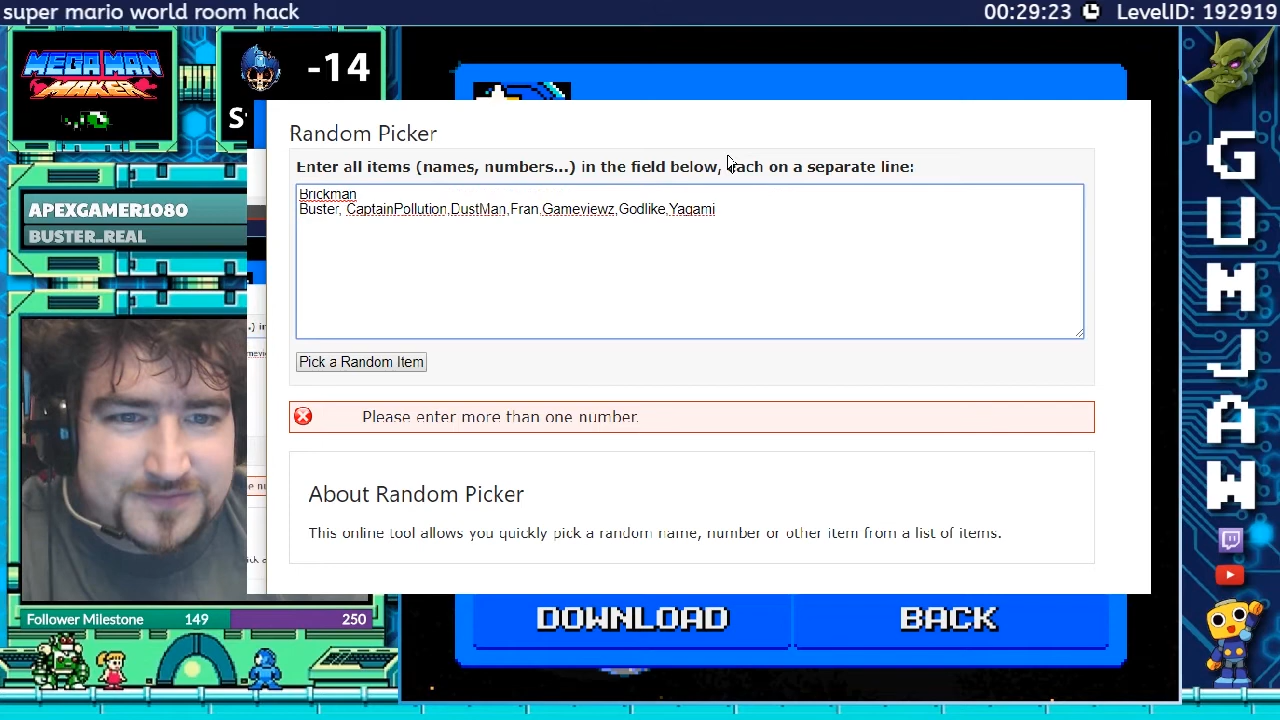 super mario world room hack
00:29:23 LevelID: 192919
MEGA MAN
MAKER
-14
S
Random Picker
Enter all items (names, numbers...) in the field below, each on a separate line:
Brickman
Buster, CaptainPollution,DustMan,Fran,Gameviewz,Godlike,Yagami
APEXGAMER1080
BUSTER_REAL
Pick a Random Item
Please enter more than one number.
About Random Picker
This online tool allows you quickly pick a random name, number or other item from a list of items.
Follower Milestone 149 250
DOWNLOAD
BACK
GUMJAW